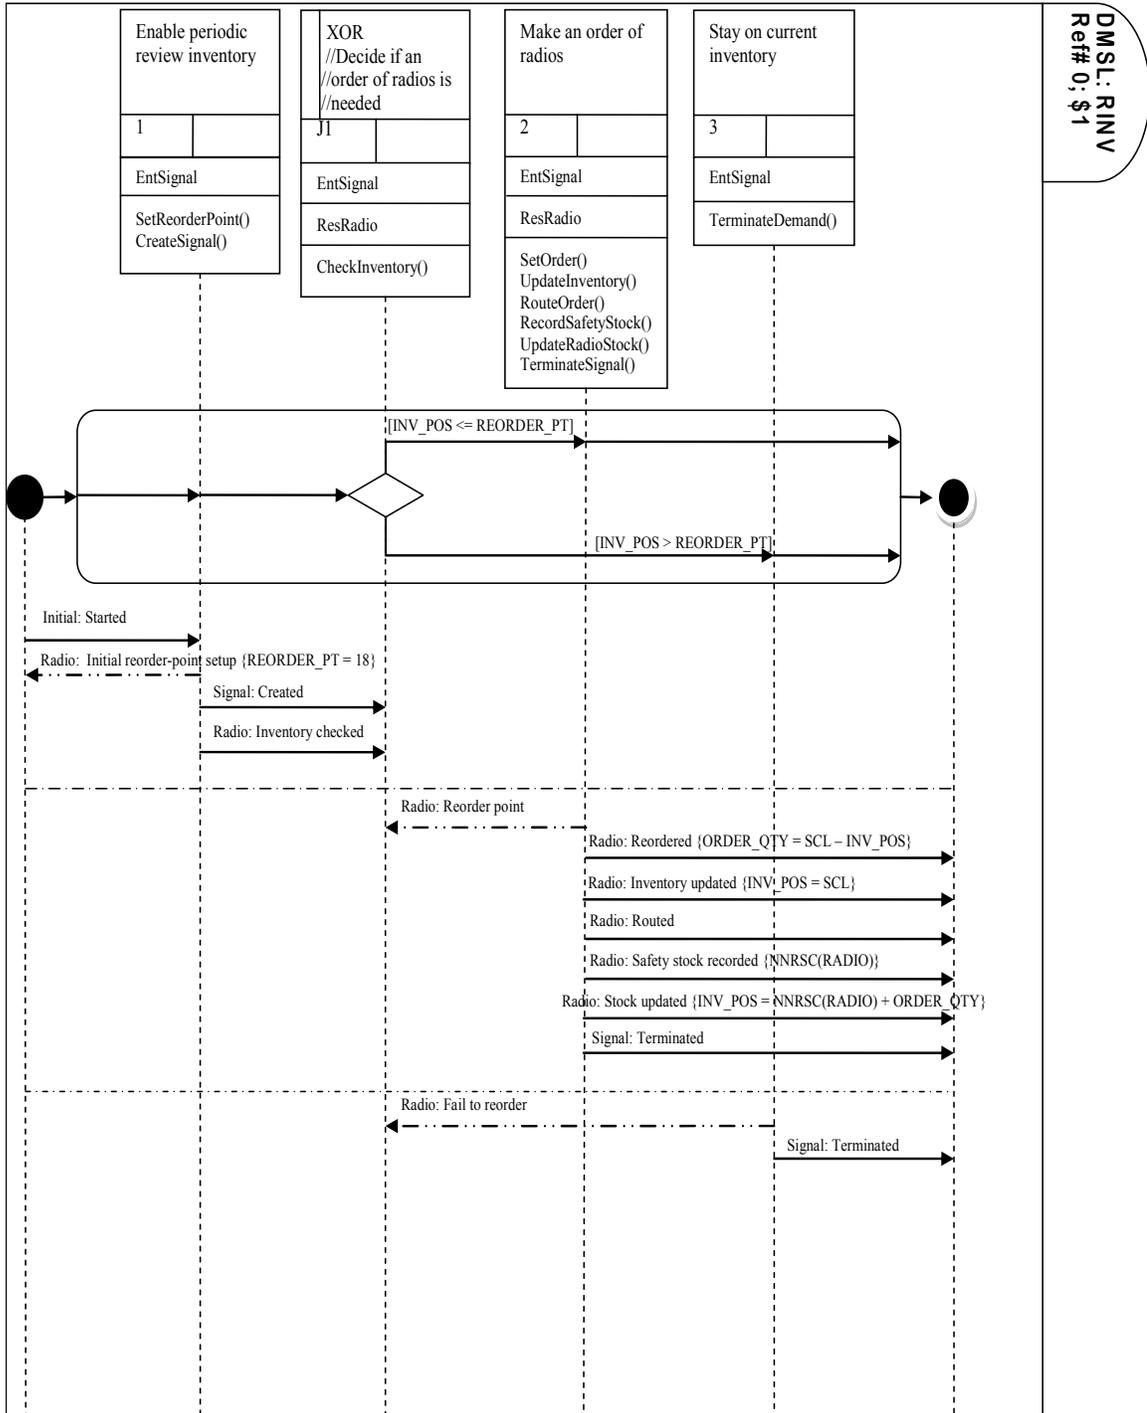 Enable periodic
review inventory
1
EntSignal
SetReorderPoint()
CreateSignal()
XOR
//Decide if an
//order of radios is
//needed
J1
EntSignal
ResRadio
CheckInventory()
Make an order of
radios
2
EntSignal
ResRadio
SetOrder()
UpdateInventory()
RouteOrder()
RecordSafetyStock()
UpdateRadioStock()
TerminateSignal()
Stay on current
inventory
3
EntSignal
TerminateDemand()
DMSL: RINV
Ref# 0; $1
[INV_POS <= REORDER_PT]
[INV_POS > REORDER_PT]
Initial: Started
Radio: Initial reorder-point setup {REORDER_PT = 18}
Signal: Created
Radio: Inventory checked
Radio: Reorder point
Radio: Reordered {ORDER_QTY = SCL – INV_POS}
Radio: Inventory updated {INV_POS = SCL}
Radio: Routed
Radio: Safety stock recorded {NNRSC(RADIO)}
Radio: Stock updated {INV_POS = NNRSC(RADIO) + ORDER_QTY}
Signal: Terminated
Radio: Fail to reorder
Signal: Terminated